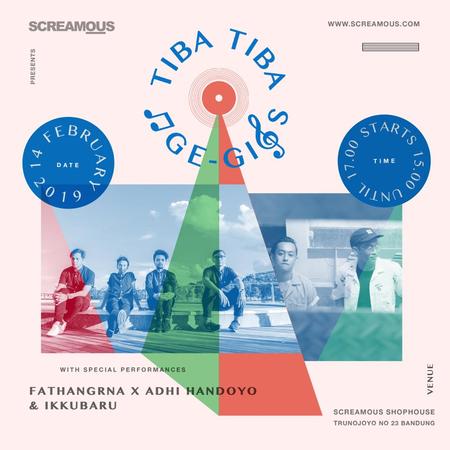 SCREAMOUS
WWW.SCREAMOUS.COM
PRESENTS
TIBA TIBA
GE-GIS
14 FEBRUARY
DATE
2019
STARTS 15.00 UNTIL 17.00
TIME
WITH SPECIAL PERFORMANCES
FATHANGRNA X ADHI HANDOYO
& IKKUBARU
VENUE
SCREAMOUS SHOPHOUSE
TRUNOJOYO NO 23 BANDUNG